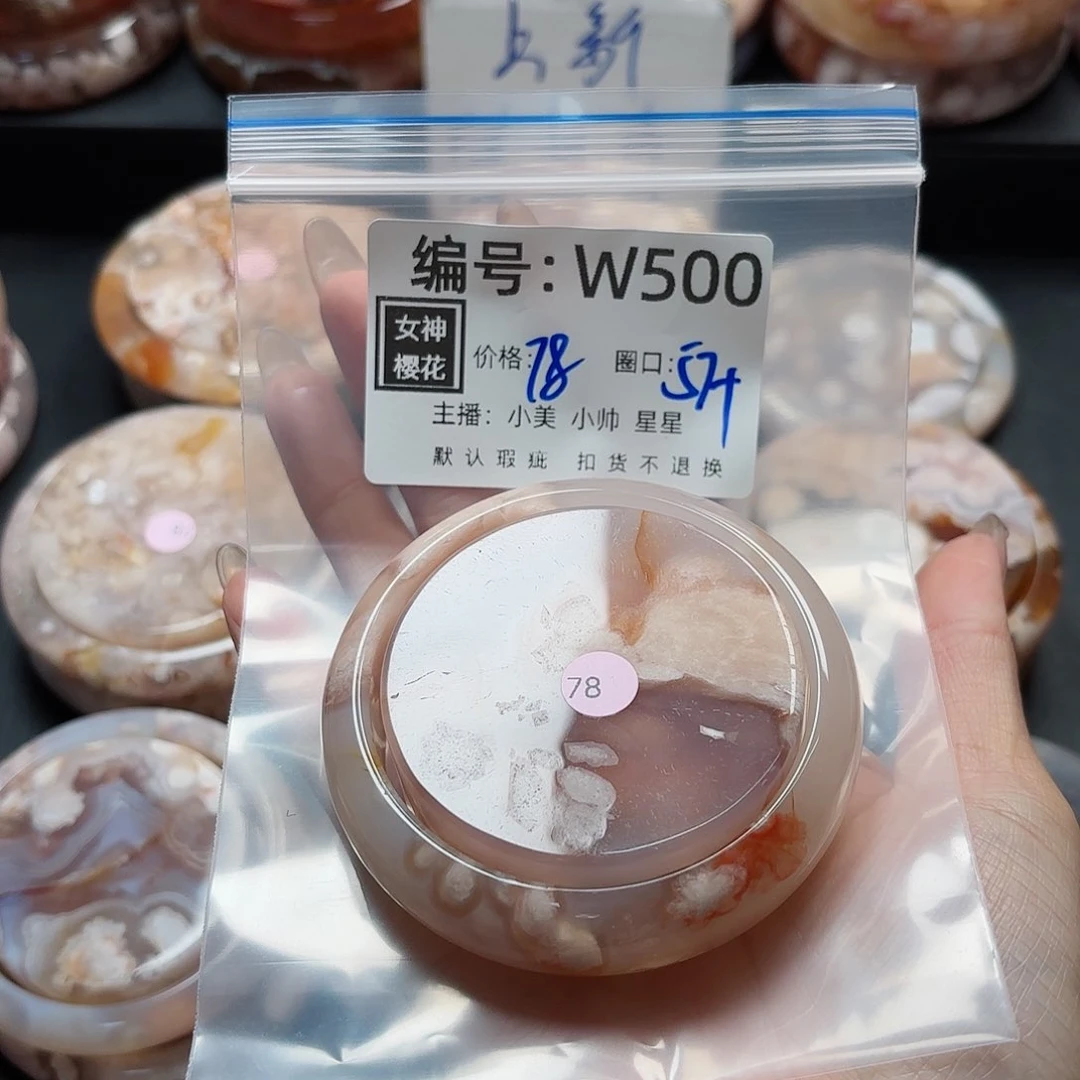 上新
编号：W500
女神
樱花
价格：78 圈口：57+
主播：小美 小帅 星星
默认瑕疵 扣货不退换
78